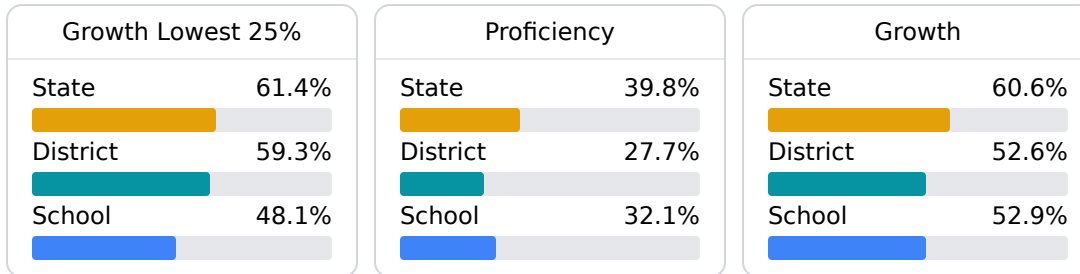 Growth Lowest 25%
State 61.4%
District 59.3%
School 48.1%
Proficiency
State 39.8%
District 27.7%
School 32.1%
Growth
State 60.6%
District 52.6%
School 52.9%